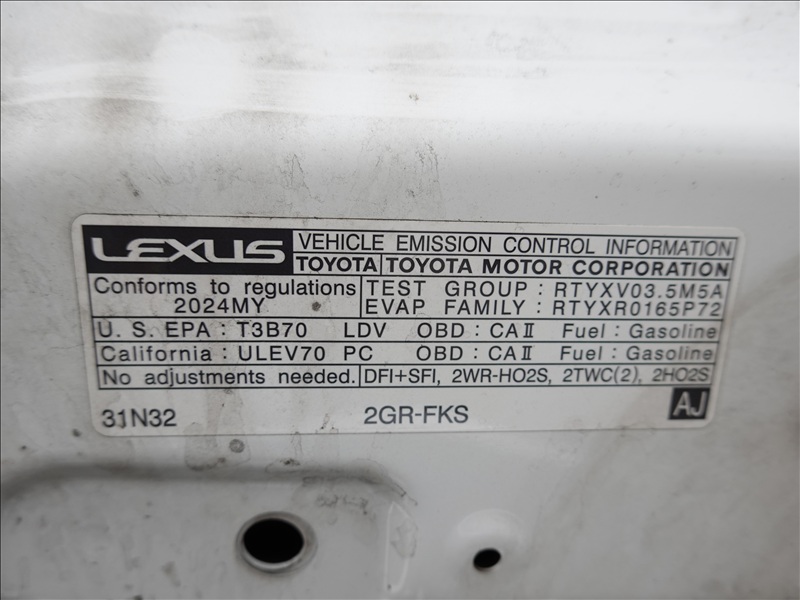 LEXUS VEHICLE EMISSION CONTROL INFORMATION
TOYOTA TOYOTA MOTOR CORPORATION
Conforms to regulations TEST GROUP : RTYXV03.5M5A
2024MY EVAP FAMILY : RTYXR0165P72
U. S. EPA : T3B70 LDV OBD : CAⅡ Fuel : Gasoline
California : ULEV70 PC OBD : CAⅡ Fuel : Gasoline
No adjustments needed. DFI+SFI, 2WR-HO2S, 2TWC(2), 2HO2S
31N32 2GR-FKS AJ